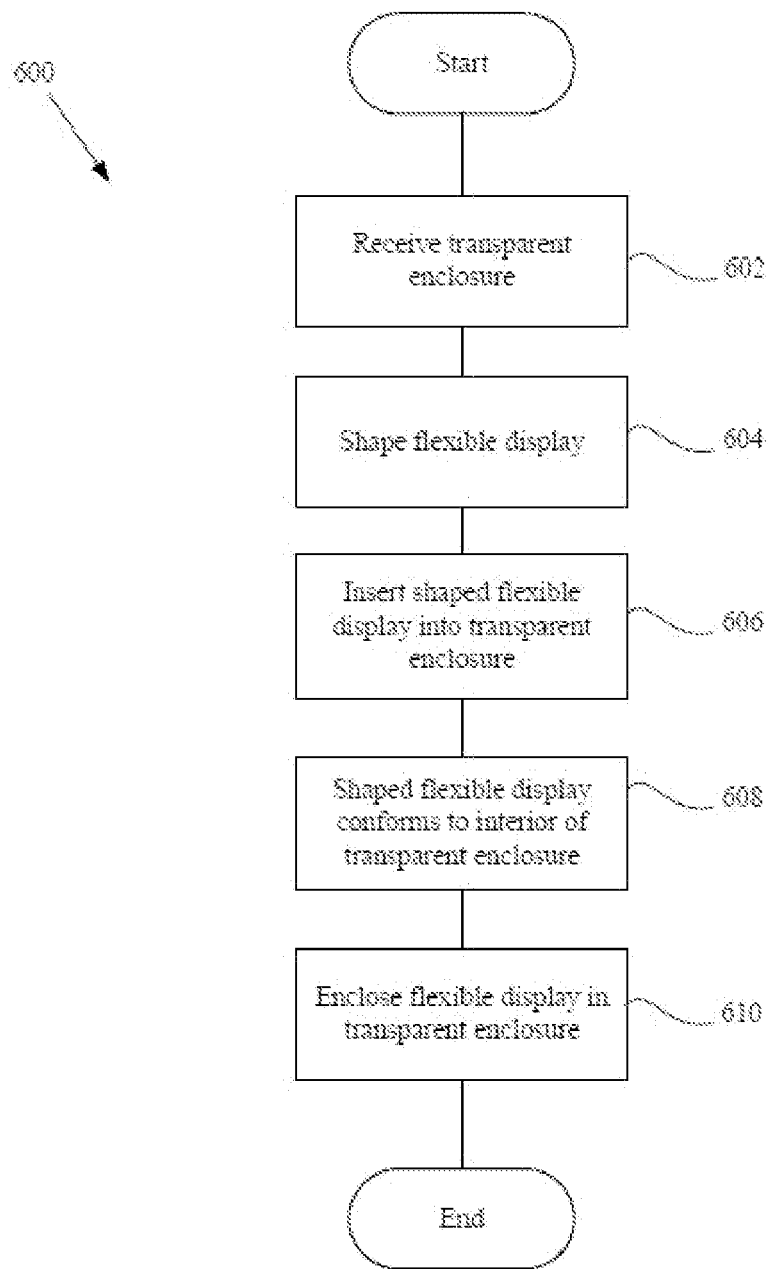 600
Start
Receive transparent
enclosure
602
Shape flexible display
604
Insert shaped flexible
display into transparent
enclosure
606
Shaped flexible display
conforms to interior of
transparent enclosure
608
Enclose flexible display in
transparent enclosure
610
End